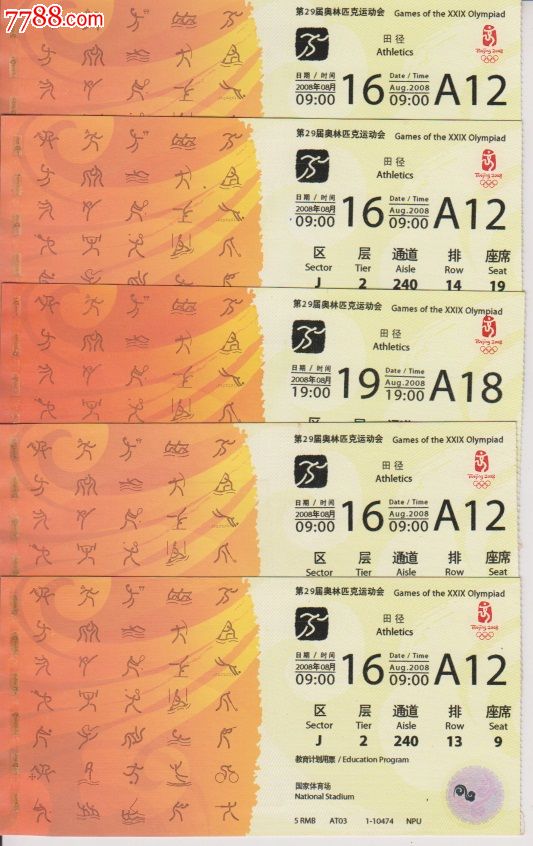 7788.com
第29届奥林匹克运动会 Games of the XXIX Olympiad
田径
Athletics
Beijing 2008
日期 / 时间 Date / Time
2008年08月 16 Aug.2008 A12
09:00 09:00
第29届奥林匹克运动会 Games of the XXIX Olympiad
田径
Athletics
Beijing 2008
日期 / 时间 Date / Time
2008年08月 16 Aug.2008 A12
09:00 09:00
区 层 通道 排 座席
Sector Tier Aisle Row Seat
J 2 240 14 19
第29届奥林匹克运动会 Games of the XXIX Olympiad
田径
Athletics
Beijing 2008
日期 / 时间 Date / Time
2008年08月 19 Aug.2008 A18
19:00 19:00
第29届奥林匹克运动会 Games of the XXIX Olympiad
田径
Athletics
Beijing 2008
日期 / 时间 Date / Time
2008年08月 16 Aug.2008 A12
09:00 09:00
区 层 通道 排 座席
Sector Tier Aisle Row Seat
第29届奥林匹克运动会 Games of the XXIX Olympiad
田径
Athletics
Beijing 2008
日期 / 时间 Date / Time
2008年08月 16 Aug.2008 A12
09:00 09:00
区 层 通道 排 座席
Sector Tier Aisle Row Seat
J 2 240 13 9
教育计划用票 / Education Program
国家体育场
National Stadium
5 RMB AT03 1-10474 NPU